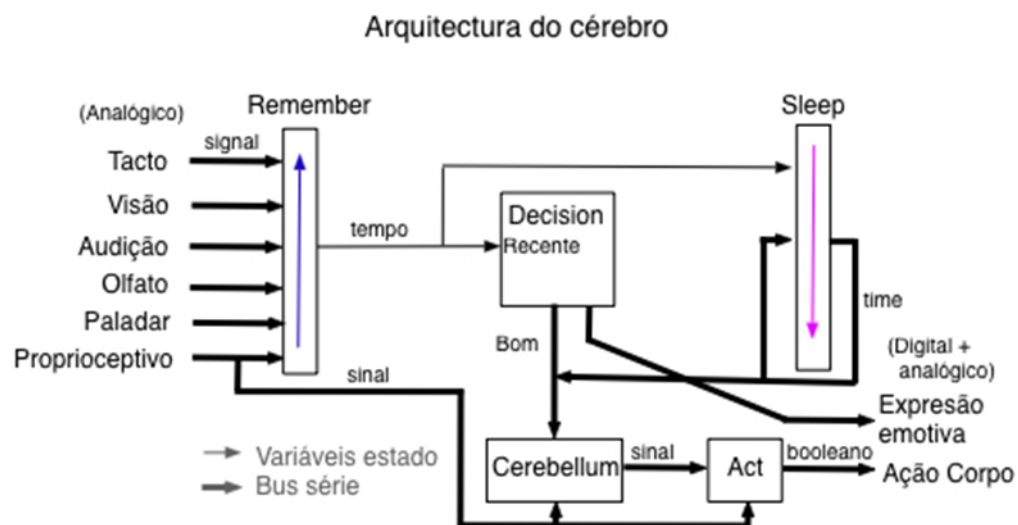 Arquitectura do cérebro
(Analógico)
Remember
Sleep
signal
Tacto
Visão
Audição
Olfato
Paladar
Proprioceptivo
tempo
Decision
Recente
time
Bom
sinal
(Digital +
analógico)
Expresão
emotiva
Variáveis estado
Bus série
Cerebellum
sinal
Act
booleano
Ação Corpo